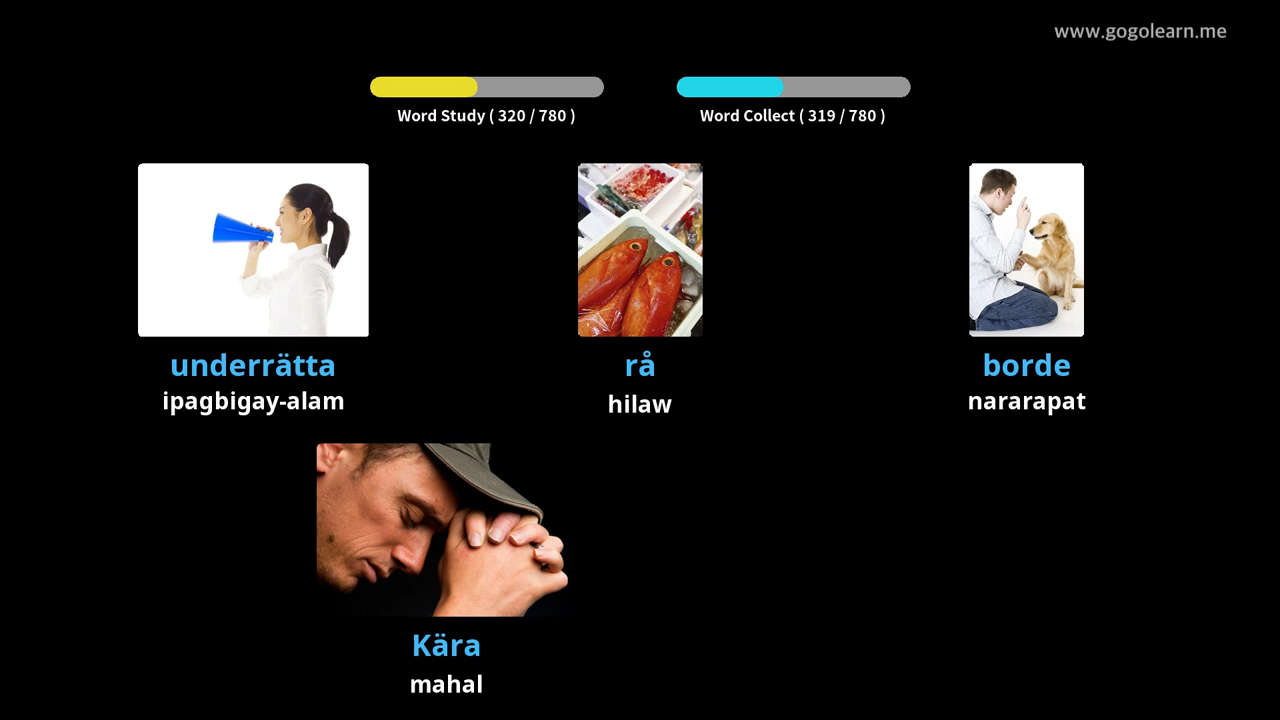 www.gogolearn.me
Word Study ( 320 / 780 )
Word Collect ( 319 / 780 )
underrätta
ipagbigay-alam
rå
hilaw
borde
nararapat
Kära
mahal